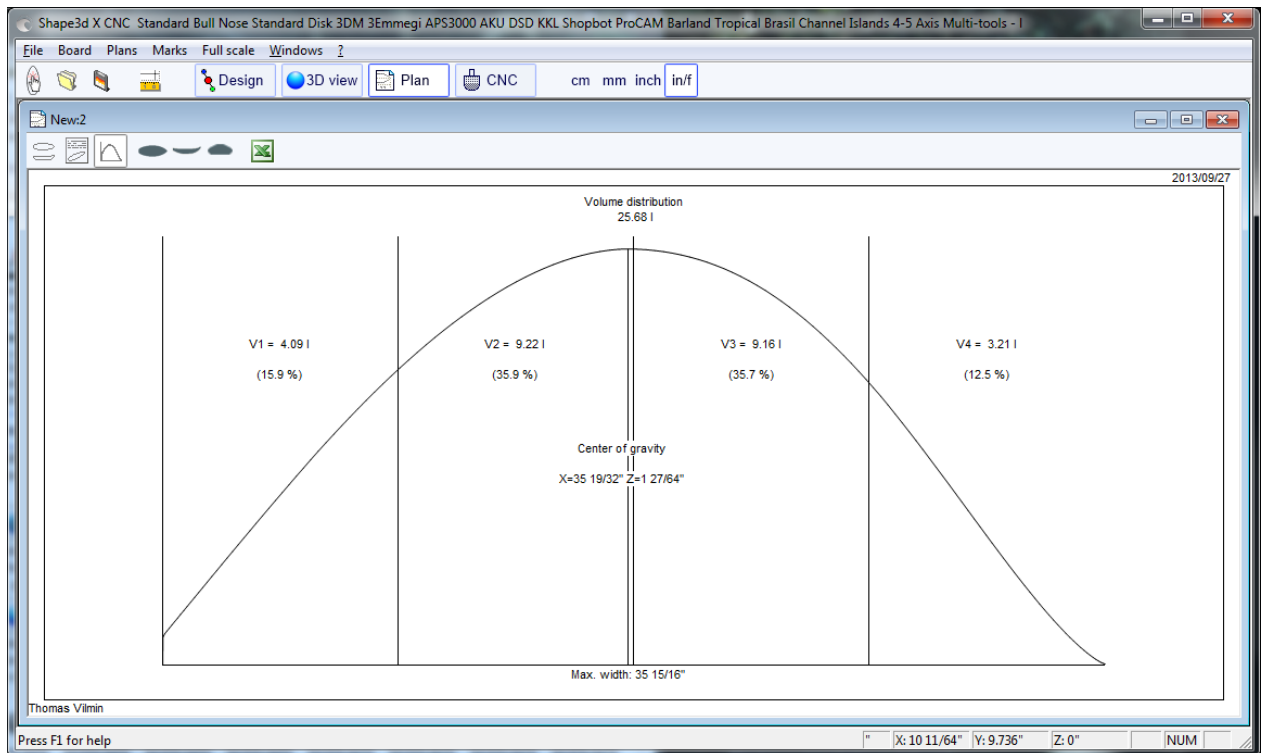 Shape3d X CNC Standard Bull Nose Standard Disk 3DM 3Emmegi APS3000 AKU DSD KKL Shopbot ProCAM Barland Tropical Brasil Channel Islands 4-5 Axis Multi-tools - I
File Board Plans Marks Full scale Windows ?
Design 3D view Plan CNC cm mm inch in/f
New:2
2013/09/27
Volume distribution
25.68 l
V1 = 4.09 l V2 = 9.22 l V3 = 9.16 l V4 = 3.21 l
(15.9 %) (35.9 %) (35.7 %) (12.5 %)
Center of gravity
X=35 19/32" Z=1 27/64"
Max. width: 35 15/16"
Thomas Vilmin
Press F1 for help " X: 10 11/64" Y: 9.736" Z: 0" NUM